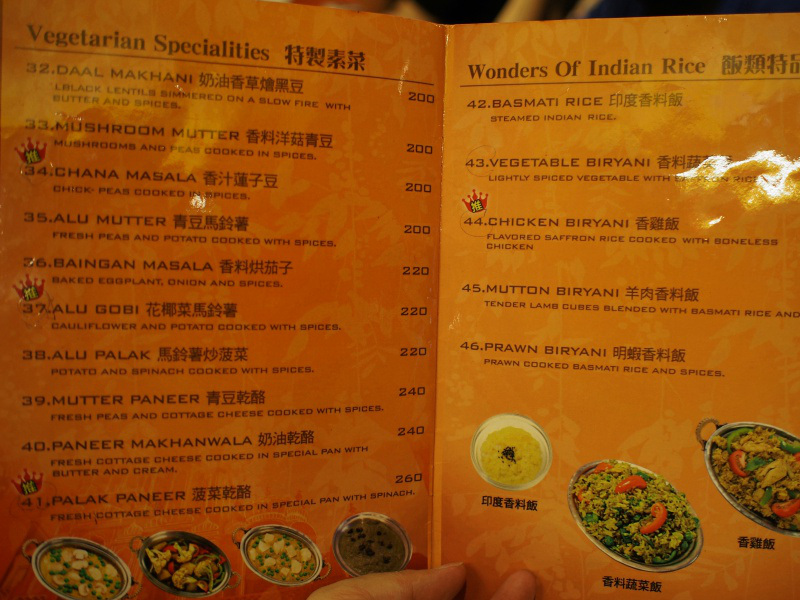 Vegetarian Specialities 特製素菜
32.DAAL MAKHANI 奶油香草燴黑豆
LBLACK LENTILS SIMMERED ON A SLOW FIRE WITH
BUTTER AND SPICES. 200
33.MUSHROOM MUTTER 香料洋菇青豆
MUSHROOMS AND PEAS COOKED IN SPICES. 200
推
34.CHANA MASALA 香汁蓮子豆 200
CHICK- PEAS COOKED IN SPICES.
35.ALU MUTTER 青豆馬鈴薯 200
FRESH PEAS AND POTATO COOKED WITH SPICES.
36.BAINGAN MASALA 香料烘茄子 220
BAKED EGGPLANT, ONION AND SPICES.
推
37.ALU GOBI 花椰菜馬鈴薯 220
CAULIFLOWER AND POTATO COOKED WITH SPICES.
38.ALU PALAK 馬鈴薯炒菠菜 220
POTATO AND SPINACH COOKED WITH SPICES.
39.MUTTER PANEER 青豆乾酪 240
FRESH PEAS AND COTTAGE CHEESE COOKED WITH SPICES.
40.PANEER MAKHANWALA 奶油乾酪 240
FRESH COTTAGE CHEESE COOKED IN SPECIAL PAN WITH
BUTTER AND CREAM.
推
41.PALAK PANEER 菠菜乾酪 260
FRESH COTTAGE CHEESE COOKED IN SPECIAL PAN WITH SPINACH.
Wonders Of Indian Rice 飯類特品
42.BASMATI RICE 印度香料飯
STEAMED INDIAN RICE.
43.VEGETABLE BIRYANI 香料蔬菜飯
LIGHTLY SPICED VEGETABLE WITH SAFFRON RICE
推
44.CHICKEN BIRYANI 香雞飯
FLAVORED SAFFRON RICE COOKED WITH BONELESS
CHICKEN
45.MUTTON BIRYANI 羊肉香料飯
TENDER LAMB CUBES BLENDED WITH BASMATI RICE AND
46.PRAWN BIRYANI 明蝦香料飯
PRAWN COOKED BASMATI RICE AND SPICES.
印度香料飯
香料蔬菜飯
香雞飯